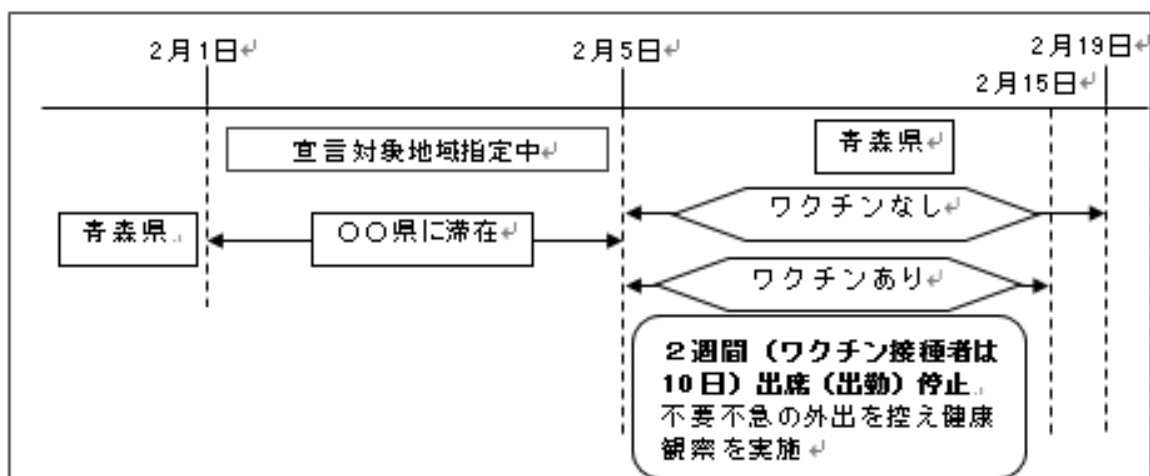 2月1日
2月5日
2月19日
2月15日
宣言対象地域指定中
青森県
ワクチンなし
青森県
〇〇県に滞在
ワクチンあり
2週間（ワクチン接種者は
10日）出席（出勤）停止
不要不急の外出を控え健康
観察を実施